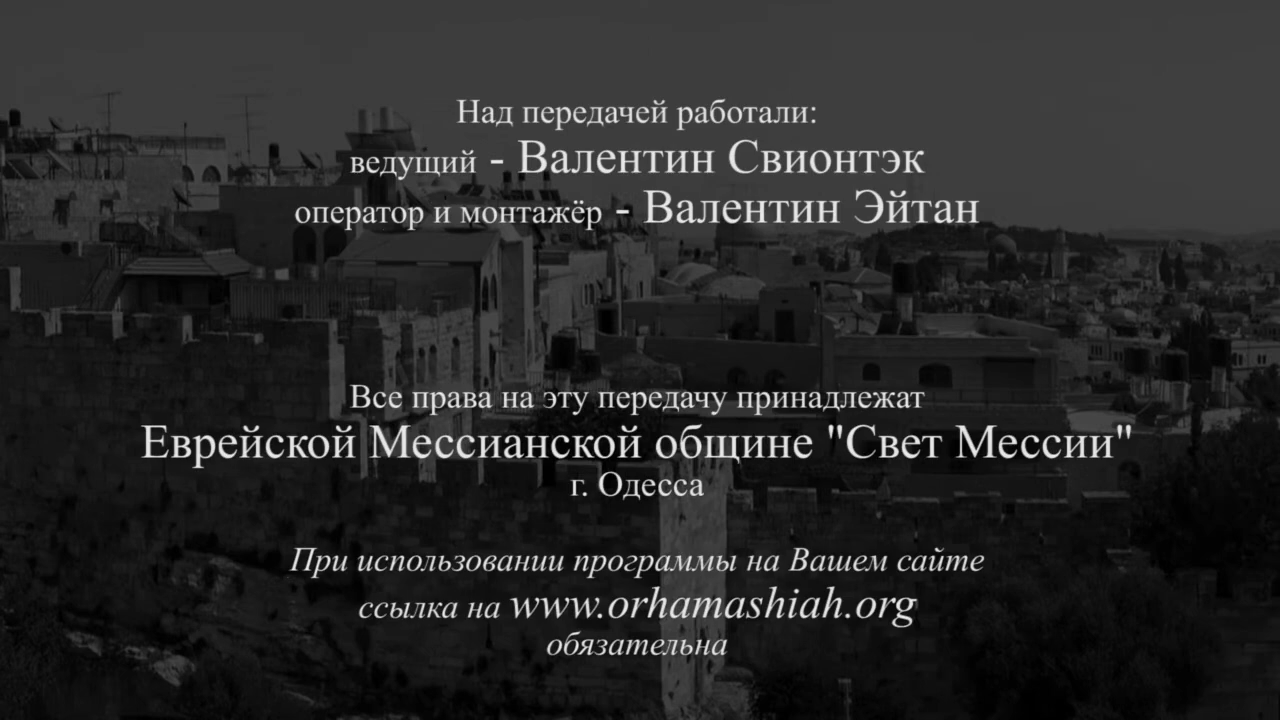 Над передачей работали:
ведущий - Валентин Свионтэк
оператор и монтажёр - Валентин Эйтан
Все права на эту передачу принадлежат
Еврейской Мессианской общине "Свет Мессии"
г. Одесса
При использовании программы на Вашем сайте
ссылка на www.orhamashiah.org
обязательна